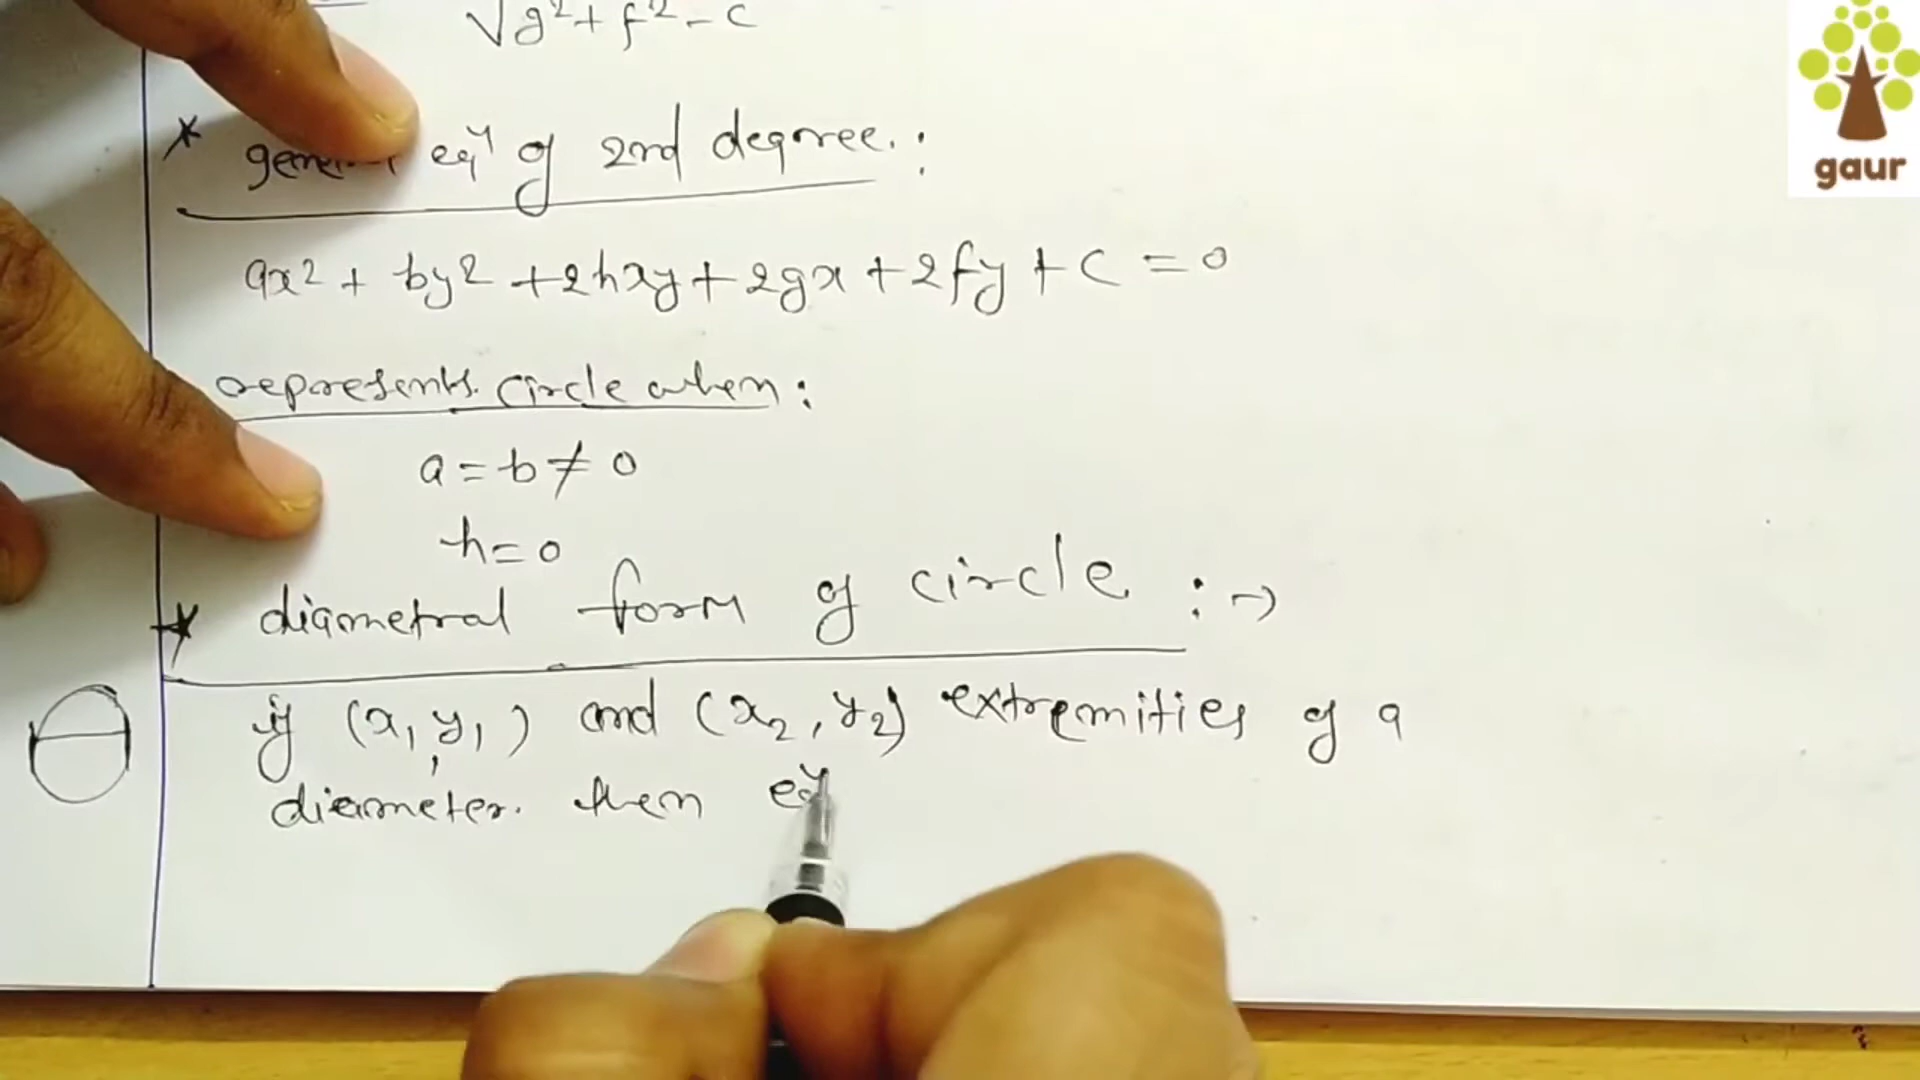 √g²+f²-c
gaur
* general eqⁿ of 2nd degree.:
ax² + by² + 2hxy + 2gx + 2fy + c = 0
represents circle when:
a = b ≠ 0
h = 0
* diametral form of circle :→
if (x₁, y₁) and (x₂, y₂) extremities of a
diameter. then eqⁿ